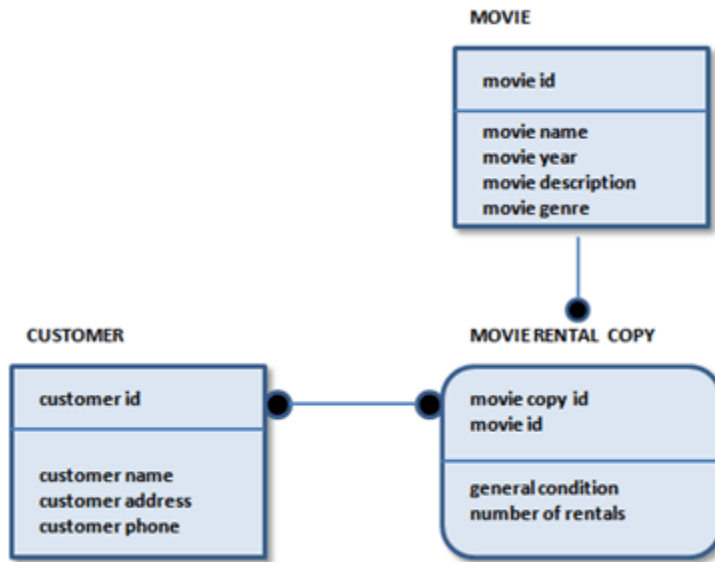 MOVIE
movie id
movie name
movie year
movie description
movie genre
CUSTOMER
customer id
customer name
customer address
customer phone
MOVIE RENTAL COPY
movie copy id
movie id
general condition
number of rentals